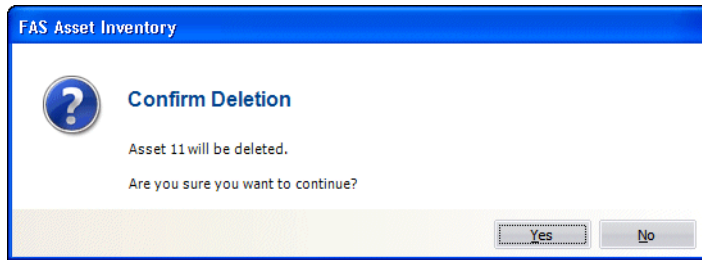 FAS Asset Inventory
?
Confirm Deletion
Asset 11 will be deleted.
Are you sure you want to continue?
Yes No